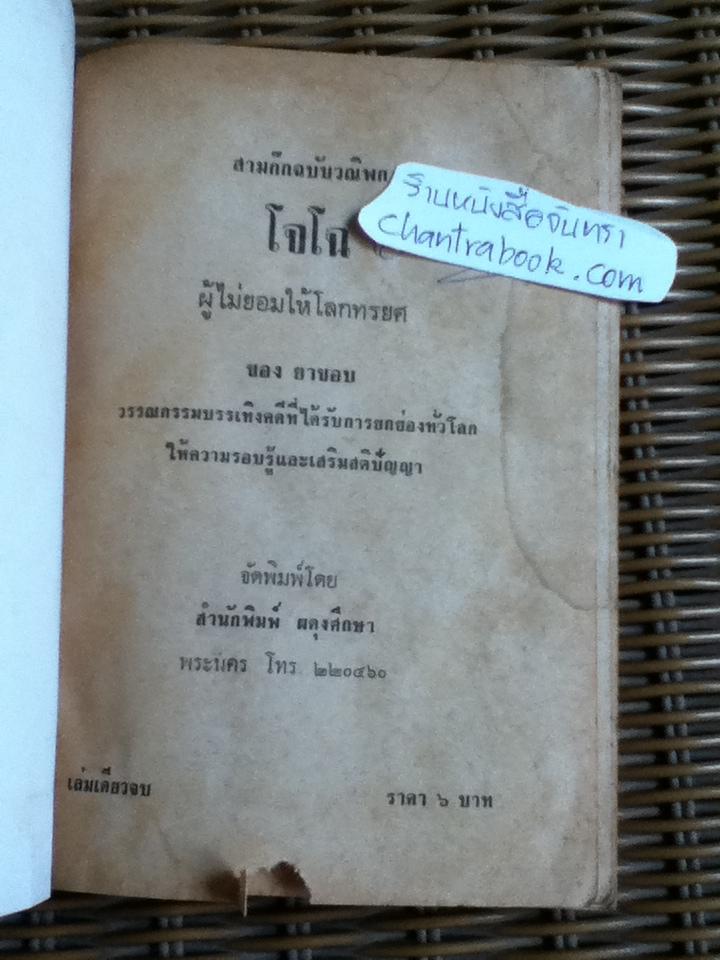 สามก๊กฉบับวณิพก
โจโฉ
ร้านหนังสือจันทรา
chantrabook.com
ผู้ไม่ยอมให้โลกทรยศ
ของ ยาขอบ
วรรณกรรมบรรเทิงคดีที่ได้รับการยกย่องทั่วโลก
ให้ความรอบรู้และเสริมสติปัญญา
จัดพิมพ์โดย
สำนักพิมพ์ ผดุงศึกษา
พระนคร โทร ๒๒๐๔๖๐
เล่มเดียวจบ
ราคา ๖ บาท